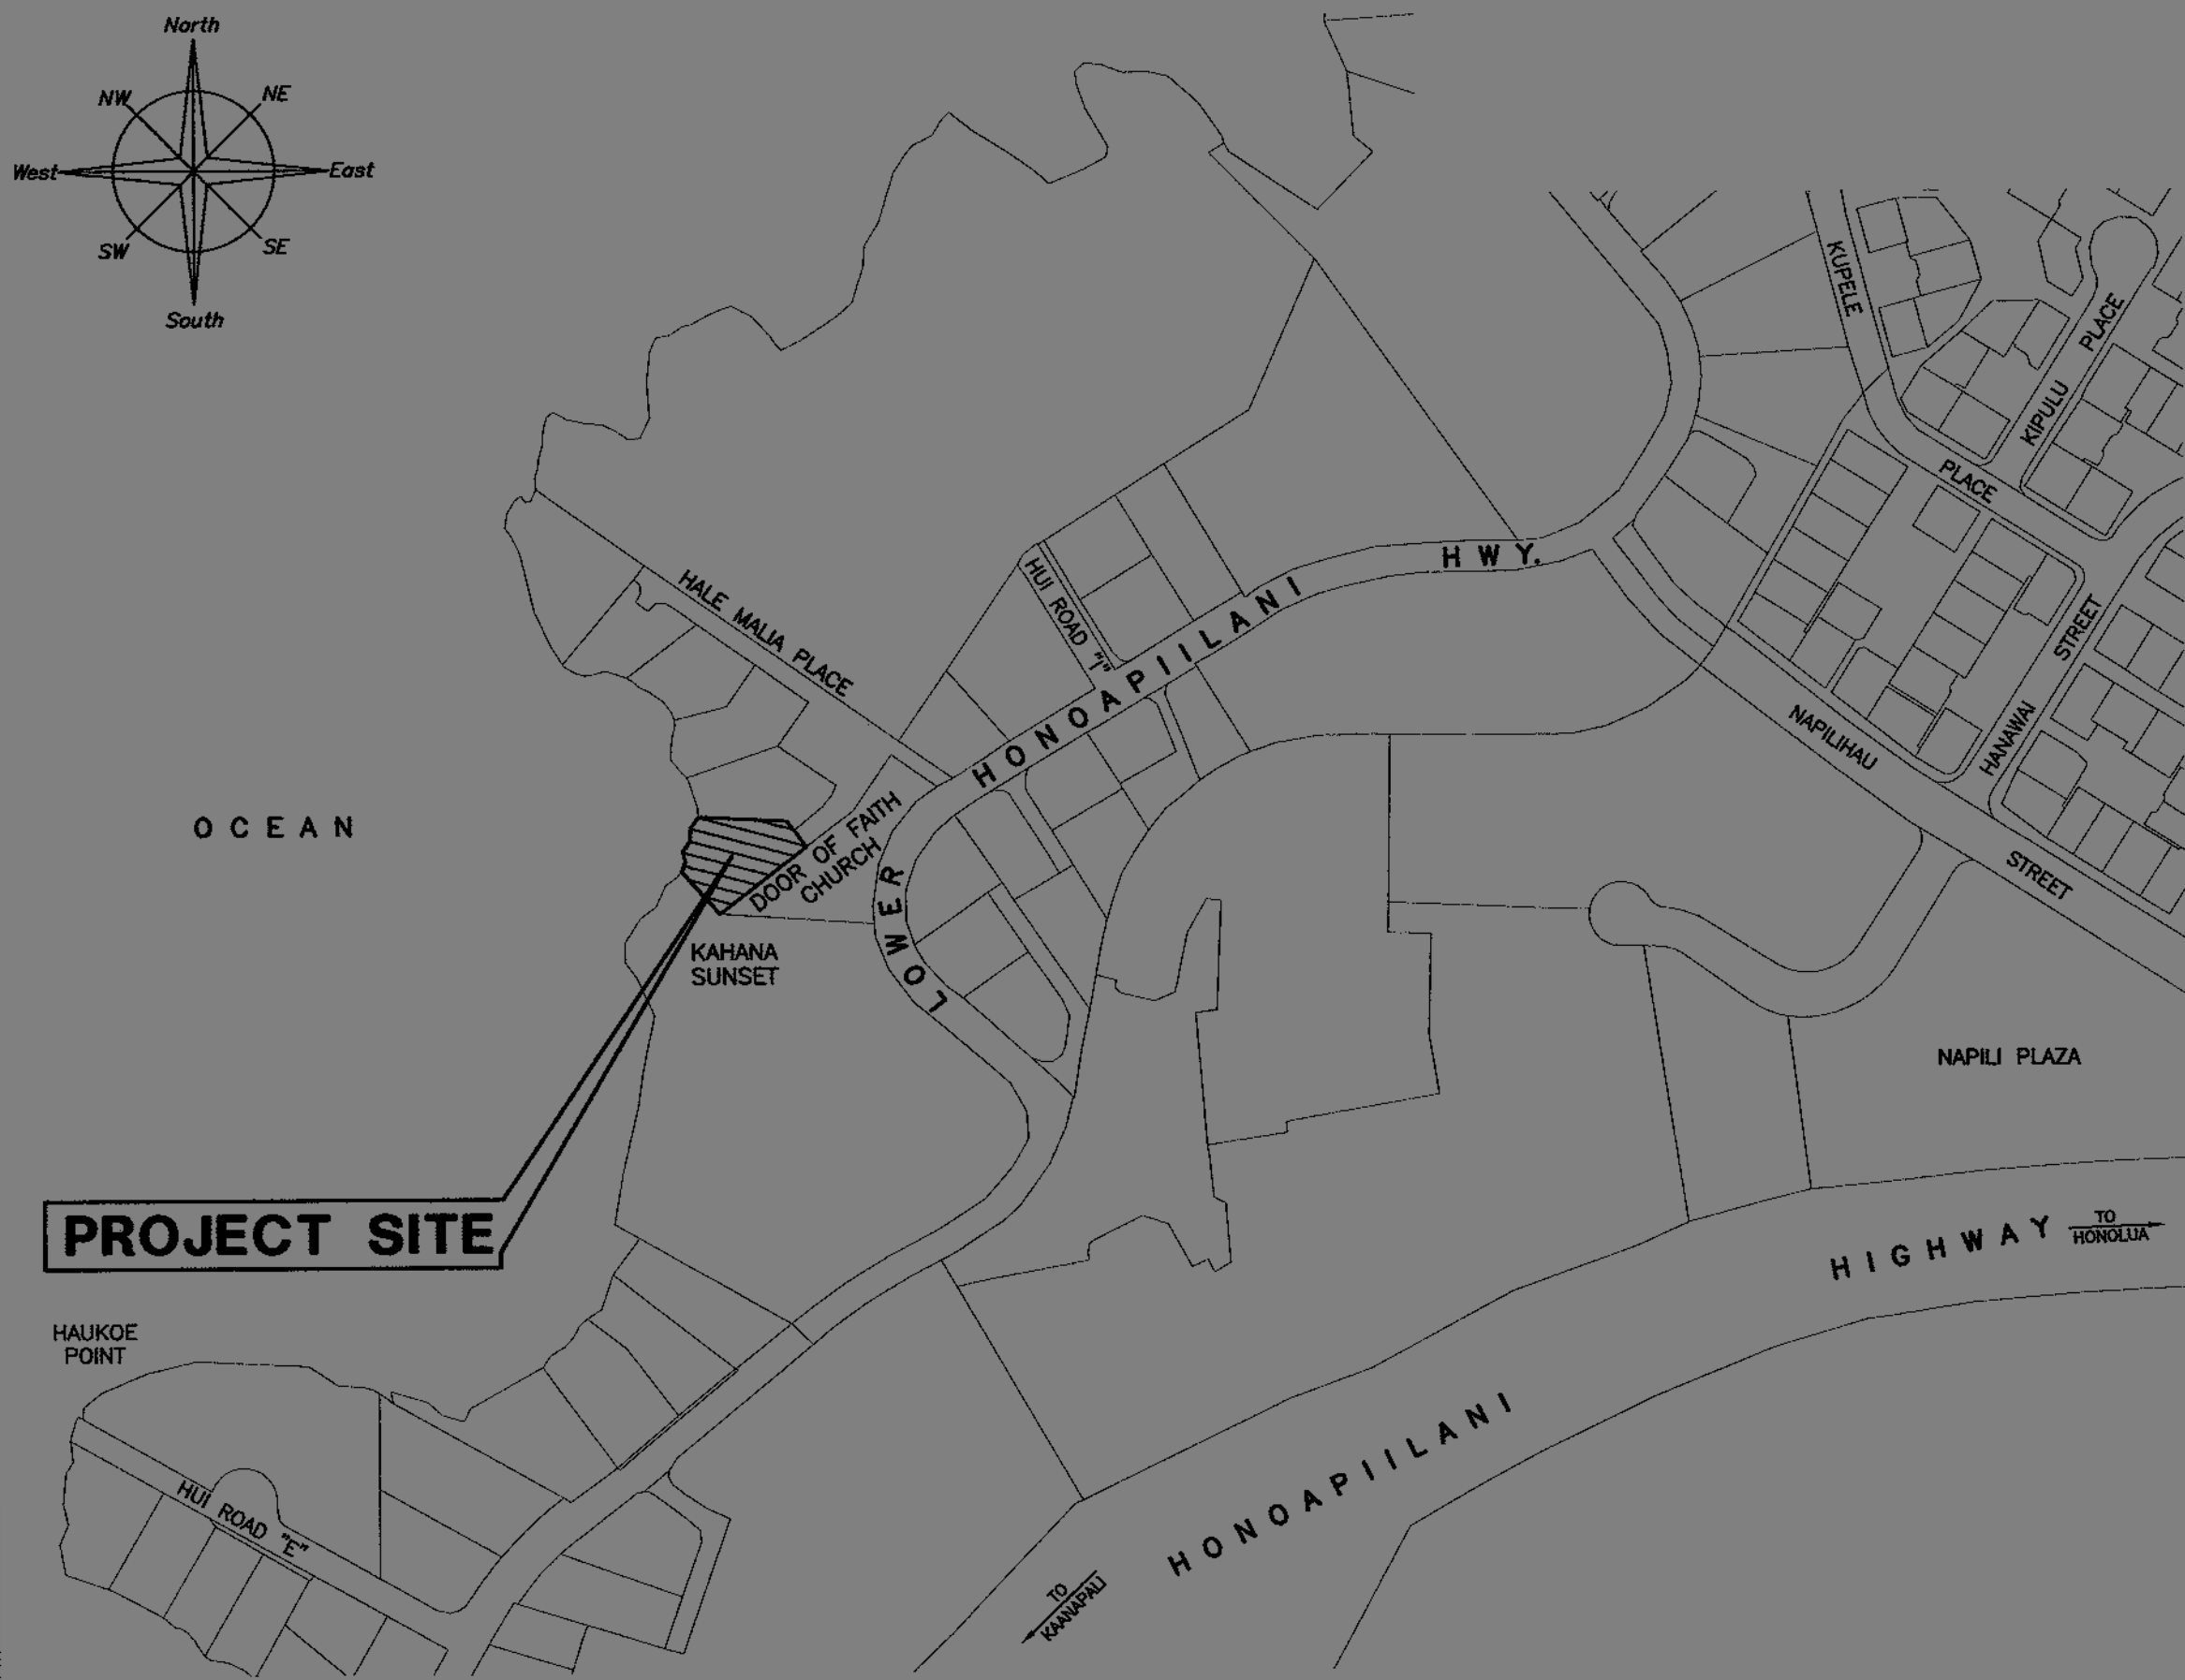 North
NW
NE
West
East
SW
SE
South
KUPELE
PLACE
KIPULU
PLACE
HUI ROAD "I"
HALE MALIA PLACE
LOWER HONOAPIILANI HWY.
HANAWAI
STREET
NAPILIHAU
STREET
OCEAN
DOOR OF FAITH
CHURCH
KAHANA
SUNSET
NAPILI PLAZA
PROJECT SITE
HONOAPIILANI HIGHWAY
TO
HONOLUA
HAUKOE
POINT
HUI ROAD "E"
TO
KAANAPALI